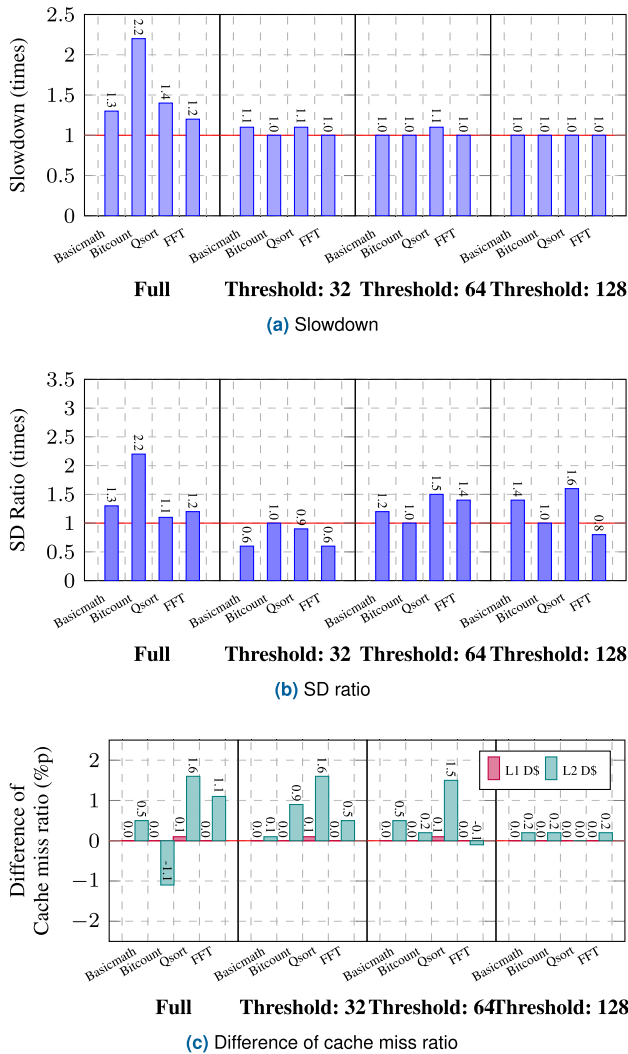 Slowdown (times)
2.5
2
1.5
1
0.5
0
1.3 2.2 1.4 1.2 1.1 1.0 1.1 1.0 1.0 1.0 1.1 1.0 1.0 1.0 1.0 1.0
Basicmath Bitcount Qsort FFT Basicmath Bitcount Qsort FFT Basicmath Bitcount Qsort FFT Basicmath Bitcount Qsort FFT
Full Threshold: 32 Threshold: 64 Threshold: 128
(a) Slowdown
SD Ratio (times)
3.5
3
2.5
2
1.5
1
0.5
0
1.3 2.2 1.1 1.2 0.6 1.0 0.9 0.6 1.2 1.0 1.5 1.4 1.4 1.0 1.6 0.8
Basicmath Bitcount Qsort FFT Basicmath Bitcount Qsort FFT Basicmath Bitcount Qsort FFT Basicmath Bitcount Qsort FFT
Full Threshold: 32 Threshold: 64 Threshold: 128
(b) SD ratio
Difference of
Cache miss ratio (%p)
2
1
0
−1
−2
L1 D$ L2 D$
0.0 0.5 0.0 -1.1 0.1 1.6 0.0 1.1 0.0 0.1 0.0 0.9 0.1 1.6 0.0 0.5 0.0 0.5 0.0 0.2 0.1 1.5 0.0 -0.1 0.0 0.2 0.0 0.2 0.0 0.0 0.0 0.2
Basicmath Bitcount Qsort FFT Basicmath Bitcount Qsort FFT Basicmath Bitcount Qsort FFT Basicmath Bitcount Qsort FFT
Full Threshold: 32 Threshold: 64 Threshold: 128
(c) Difference of cache miss ratio